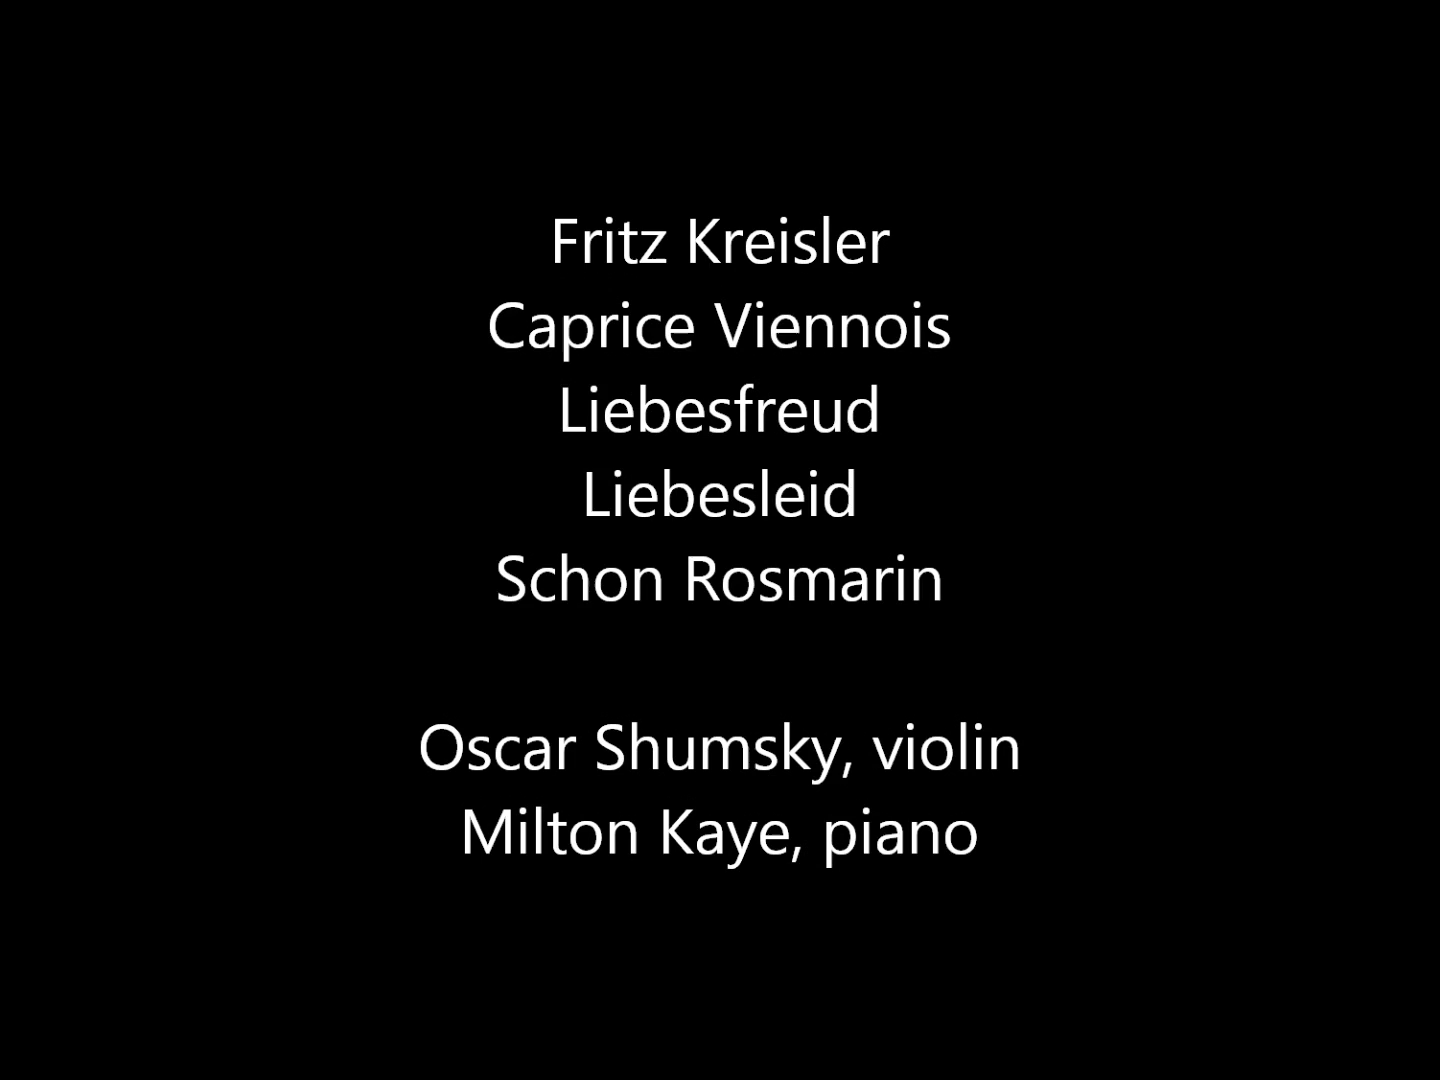 Fritz Kreisler
Caprice Viennois
Liebesfreud
Liebesleid
Schon Rosmarin
Oscar Shumsky, violin
Milton Kaye, piano